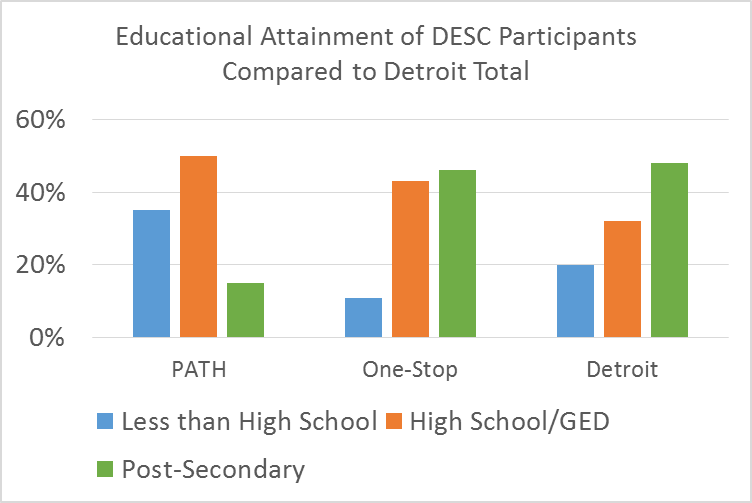 Educational Attainment of DESC Participants
Compared to Detroit Total
60%
40%
20%
0%
PATH One-Stop Detroit
Less than High School High School/GED
Post-Secondary